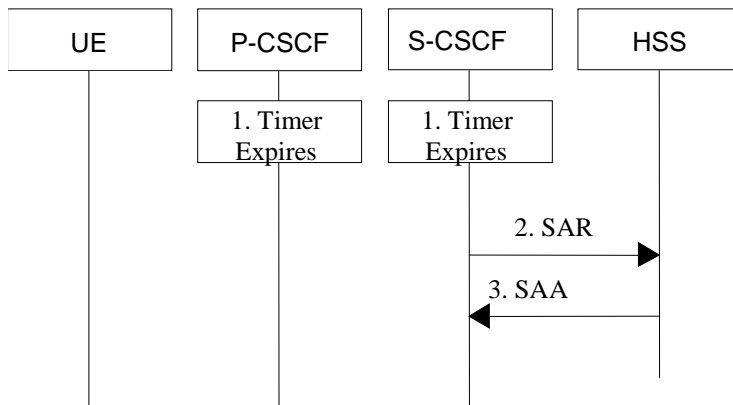 UE
P-CSCF
S-CSCF
HSS
1. Timer
Expires
1. Timer
Expires
2. SAR
3. SAA